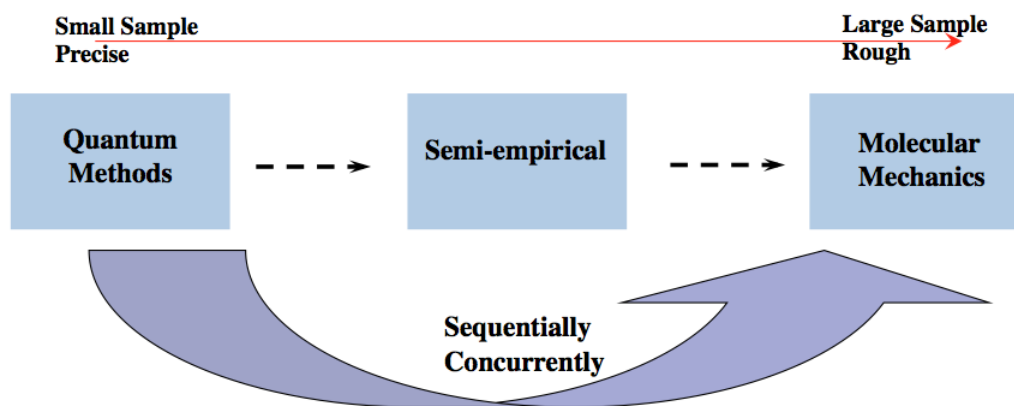 Small Sample
Precise
Large Sample
Rough
Quantum
Methods
Semi-empirical
Molecular
Mechanics
Sequentially
Concurrently